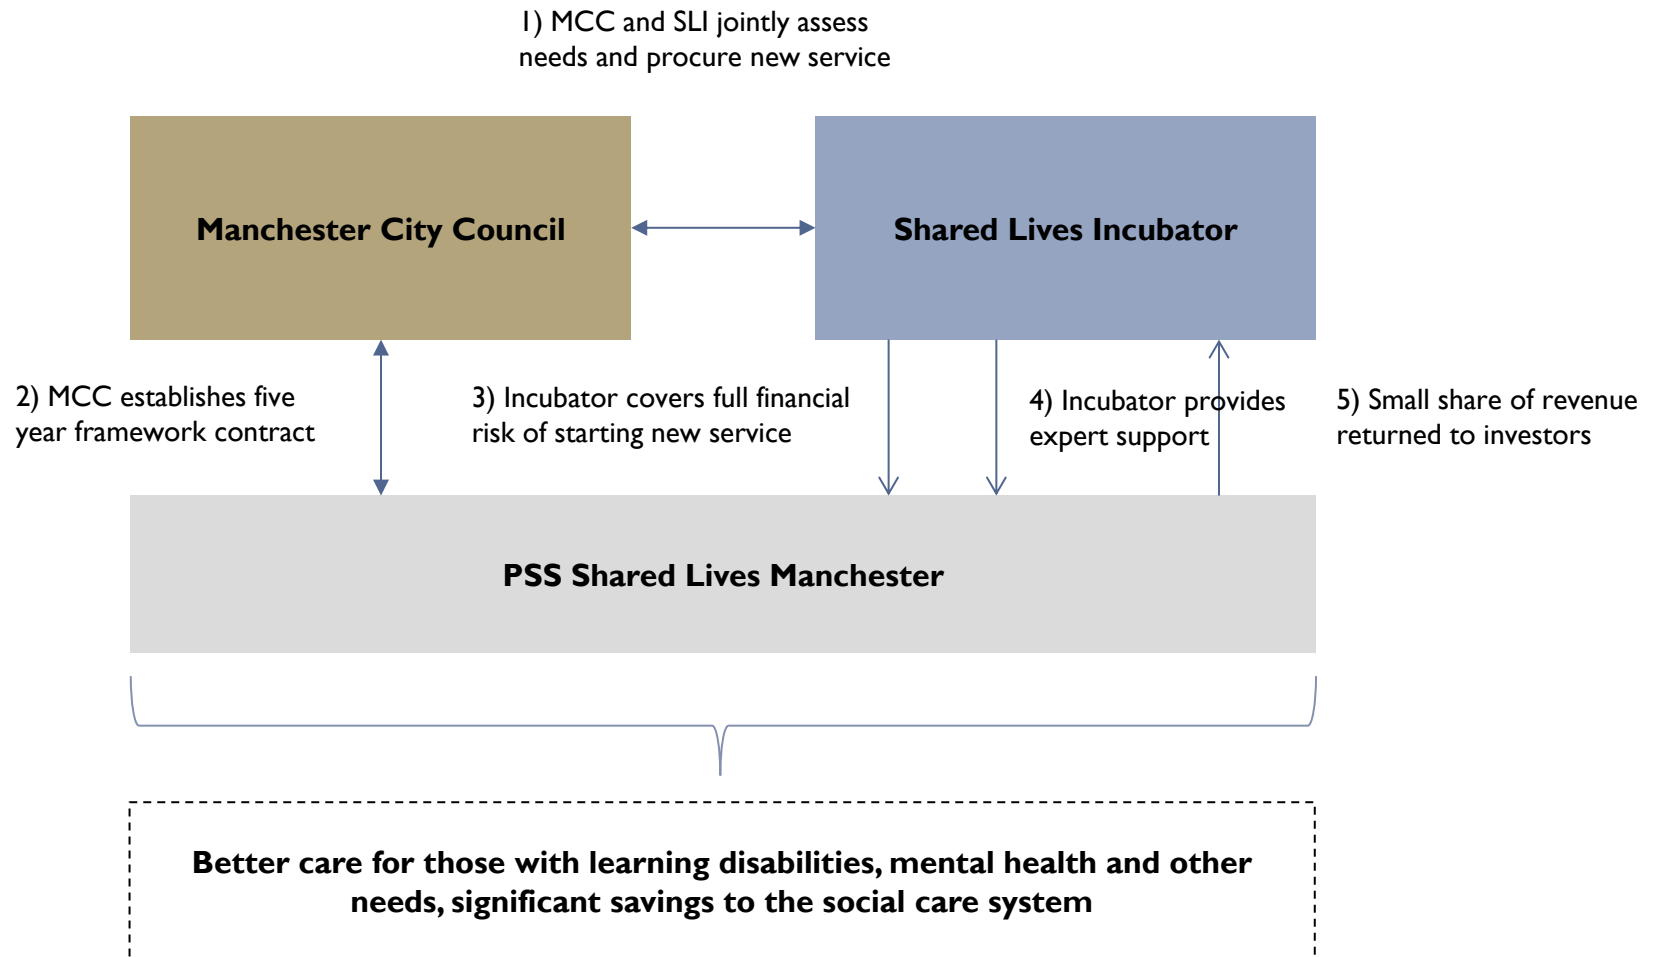 1) MCC and SLI jointly assess
needs and procure new service
Manchester City Council
Shared Lives Incubator
2) MCC establishes five
year framework contract
3) Incubator covers full financial
risk of starting new service
4) Incubator provides
expert support
5) Small share of revenue
returned to investors
PSS Shared Lives Manchester
Better care for those with learning disabilities, mental health and other
needs, significant savings to the social care system